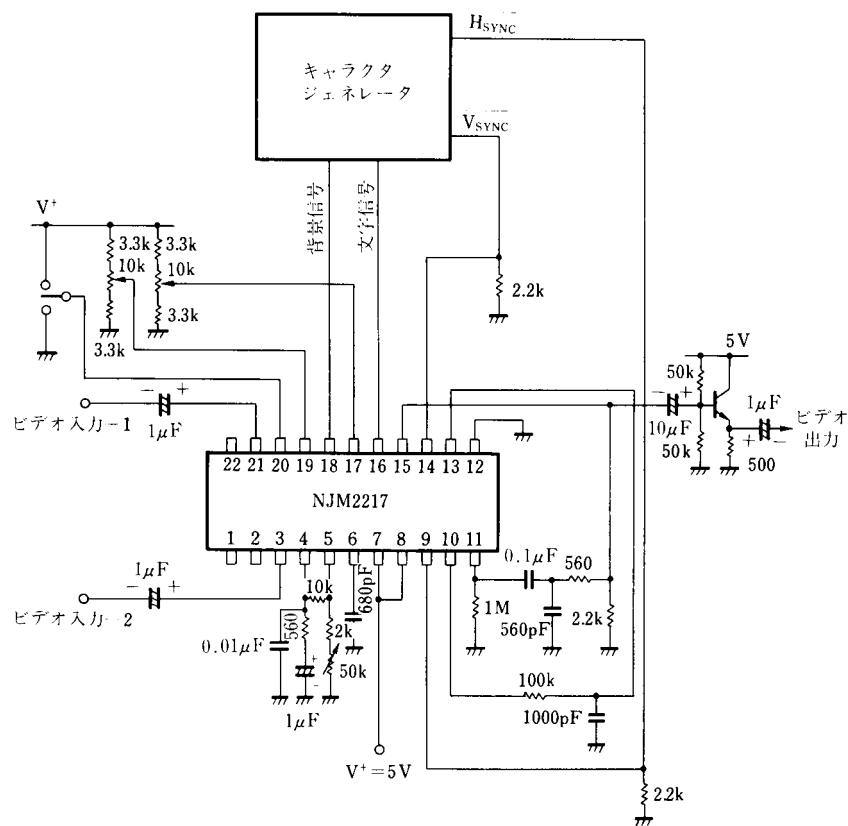 H̅S̅Y̅N̅C̅
キャラクタ
ジェネレータ
V̅S̅Y̅N̅C̅
背景信号
文字信号
V⁺
3.3k
3.3k
10k
10k
3.3k
3.3k
2.2k
5V
50k
1μF
ビデオ
出力
10μF
50k
500
ビデオ入力-1
1μF
22 21 20 19 18 17 16 15 14 13 12
NJM2217
1 2 3 4 5 6 7 8 9 10 11
1μF
ビデオ入力-2
0.01μF
560
10k
2k
50k
1μF
680pF
0.1μF
560
1M
560pF
2.2k
100k
1000pF
V⁺=5V
2.2k